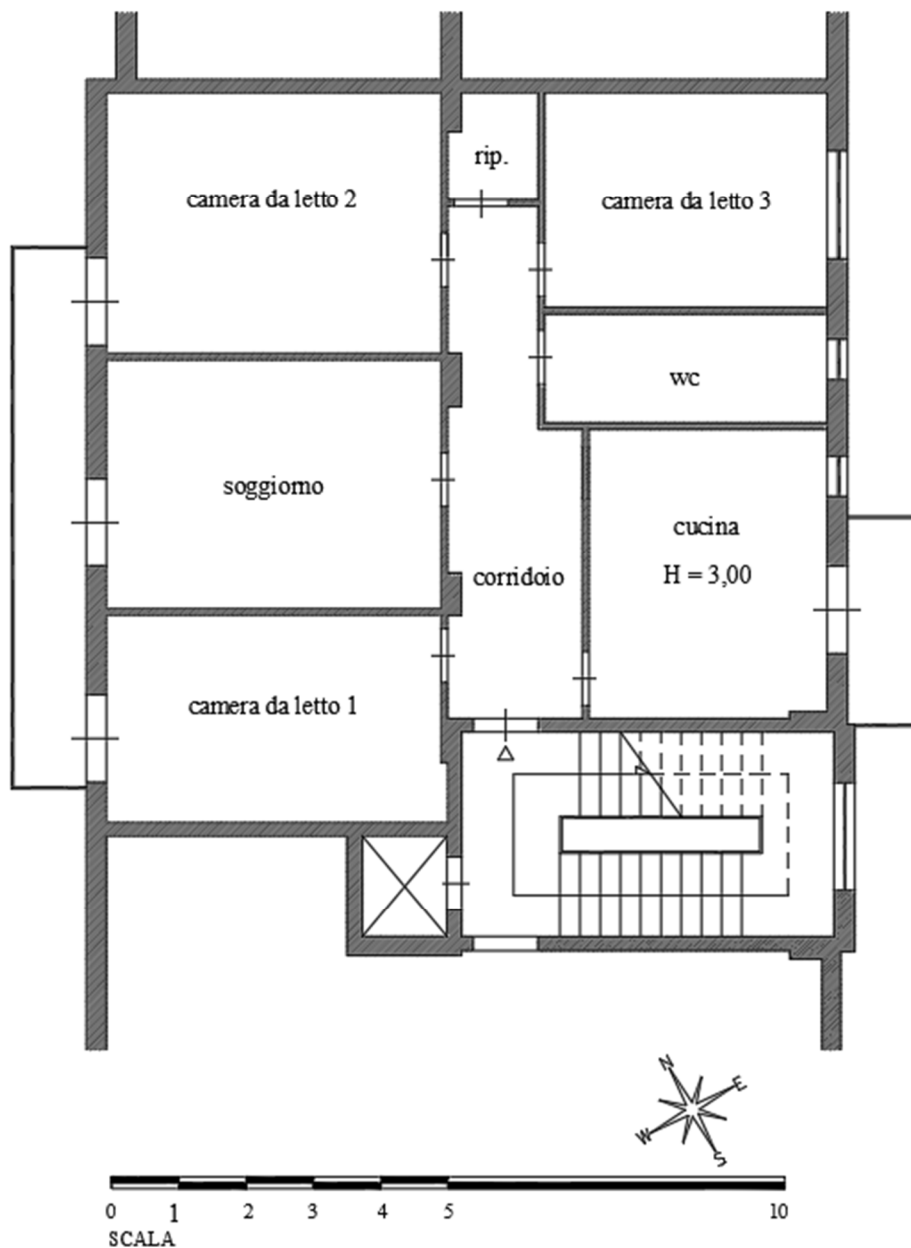 rip.
camera da letto 2
camera da letto 3
wc
soggiorno
cucina
H = 3,00
corridoio
camera da letto 1
N
E
W
S
0 1 2 3 4 5 10
SCALA